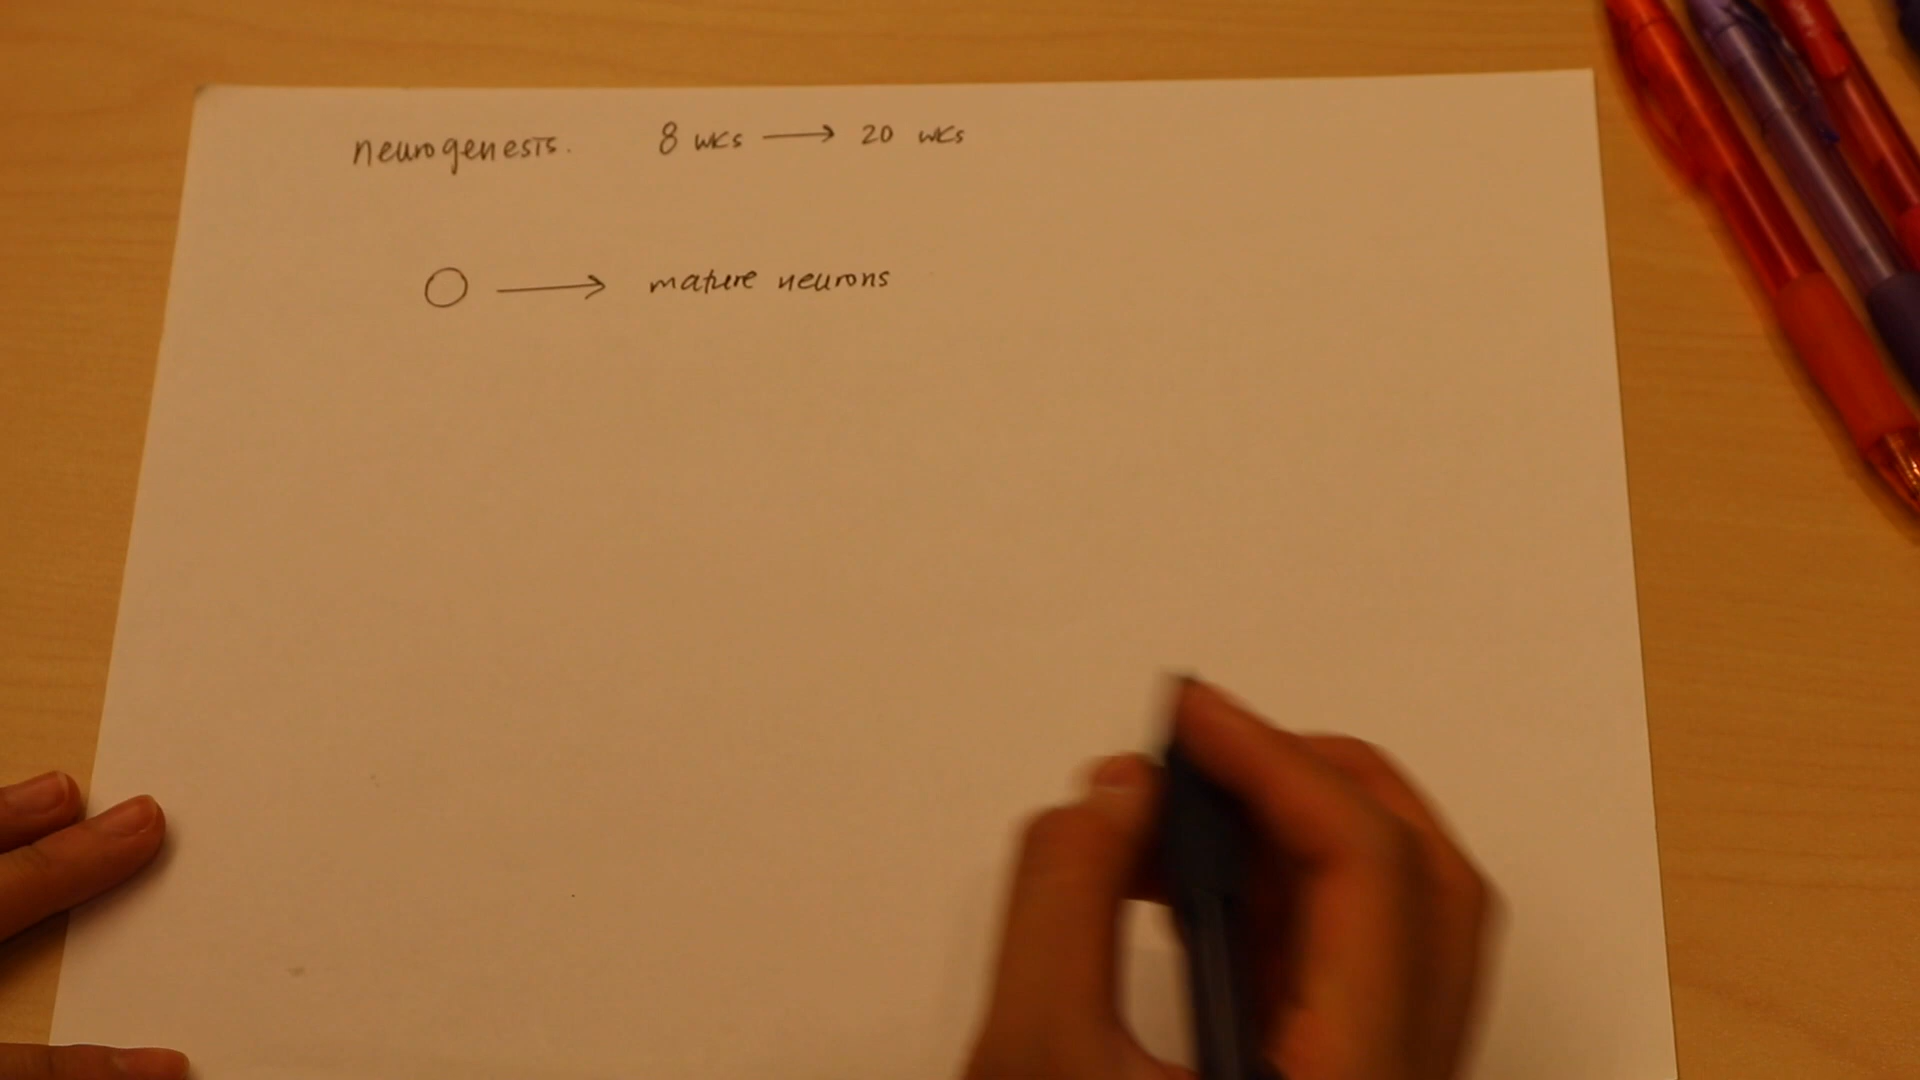 neurogenesis. 8 wks → 20 wks
→ mature neurons